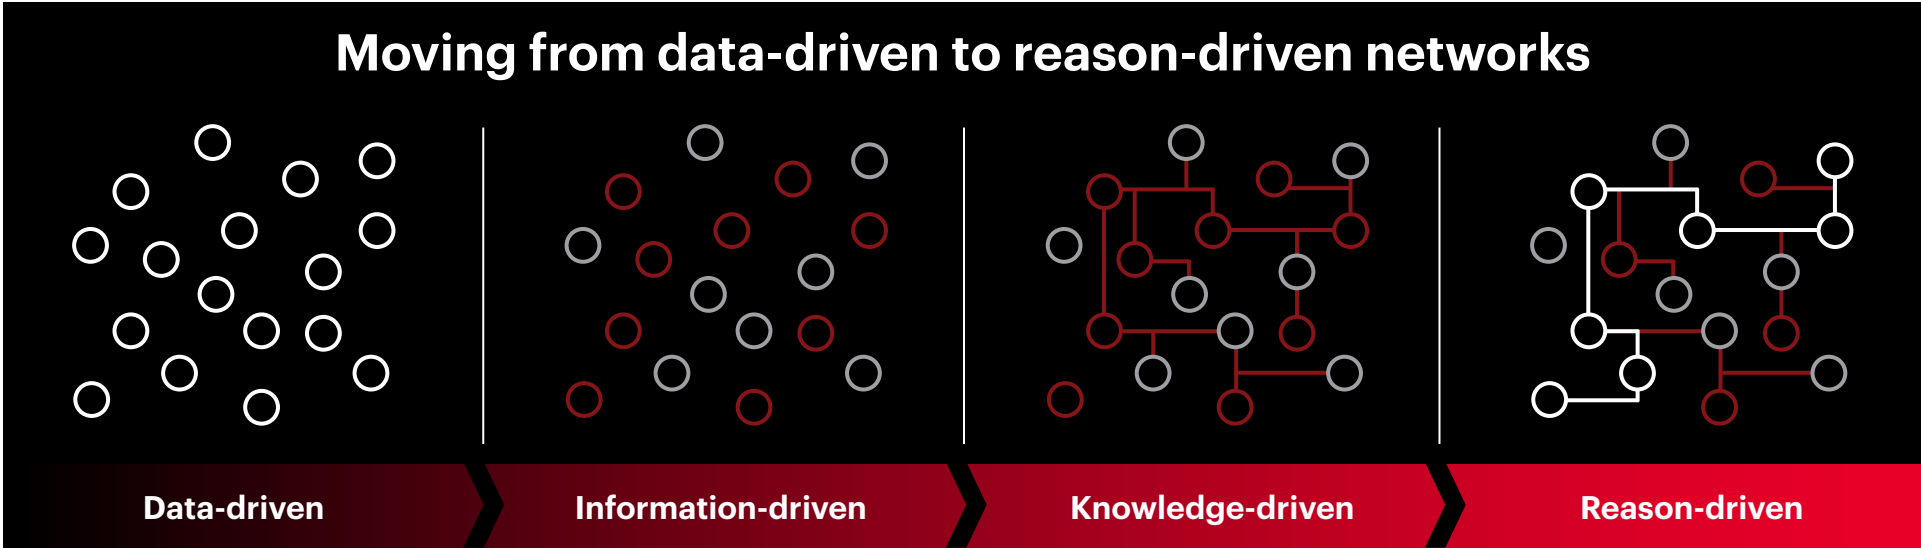 Moving from data-driven to reason-driven networks
Data-driven
Information-driven
Knowledge-driven
Reason-driven